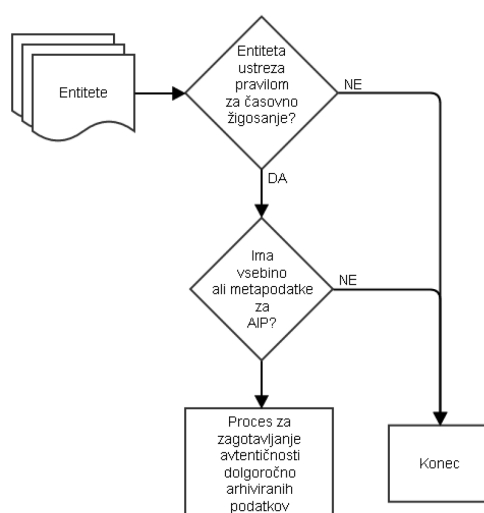 Entitete
Entiteta
ustreza
pravilom
za časovno
žigosanje?
NE
DA
Ima
vsebino
ali metapodatke
za
AIP?
NE
Proces za
zagotavljanje
avtentičnosti
dolgoročno
arhiviranih
podatkov
Konec